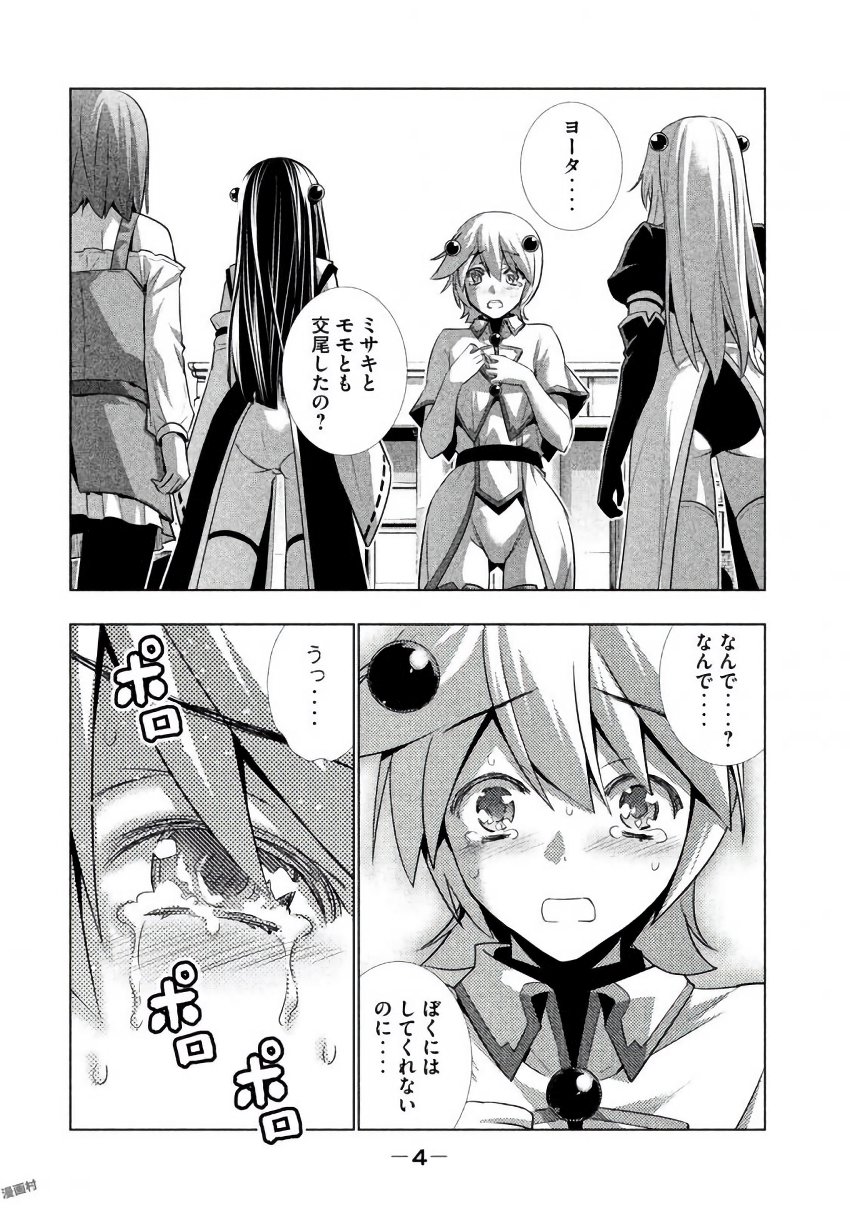 ヨータ‥‥
ミサキと
モモとも
交尾したの？
なんで‥‥？
なんで‥‥
ぼくには
してくれない
のに‥‥
うっ‥‥
ポロ
ポロ
ポロ
－4－
漫画村